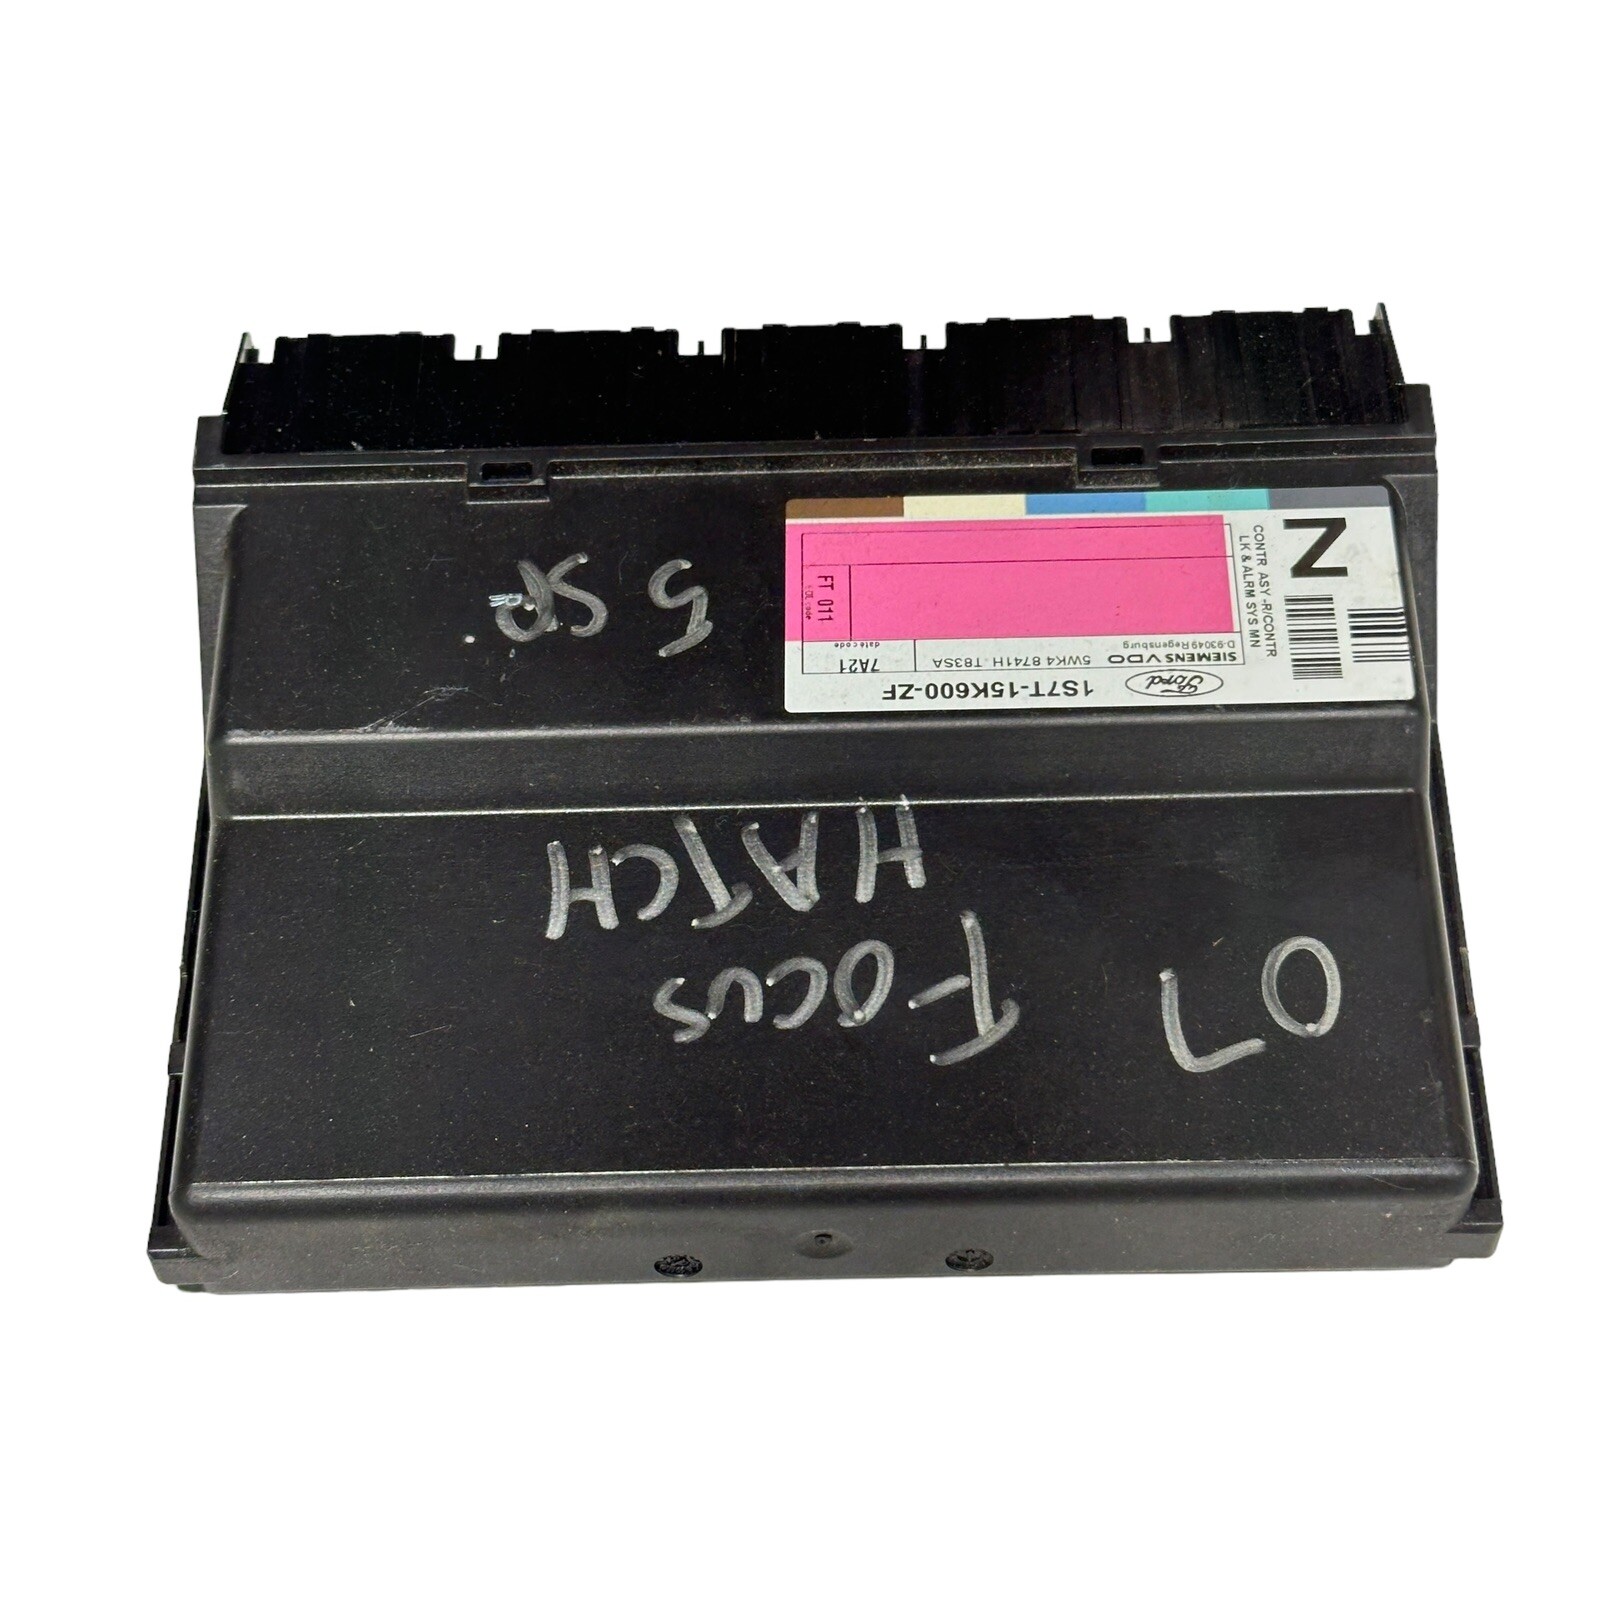 1S7T-15K600-ZF
Ford
SIEMENS VDO
D-93049 Regensburg
5WK4 8741H T83SA
7A21
date code
FT 011
CONTR ASY -R/CONTR
LK & ALRM SYS MN
Z
07
FOCUS
HATCH
5 SP